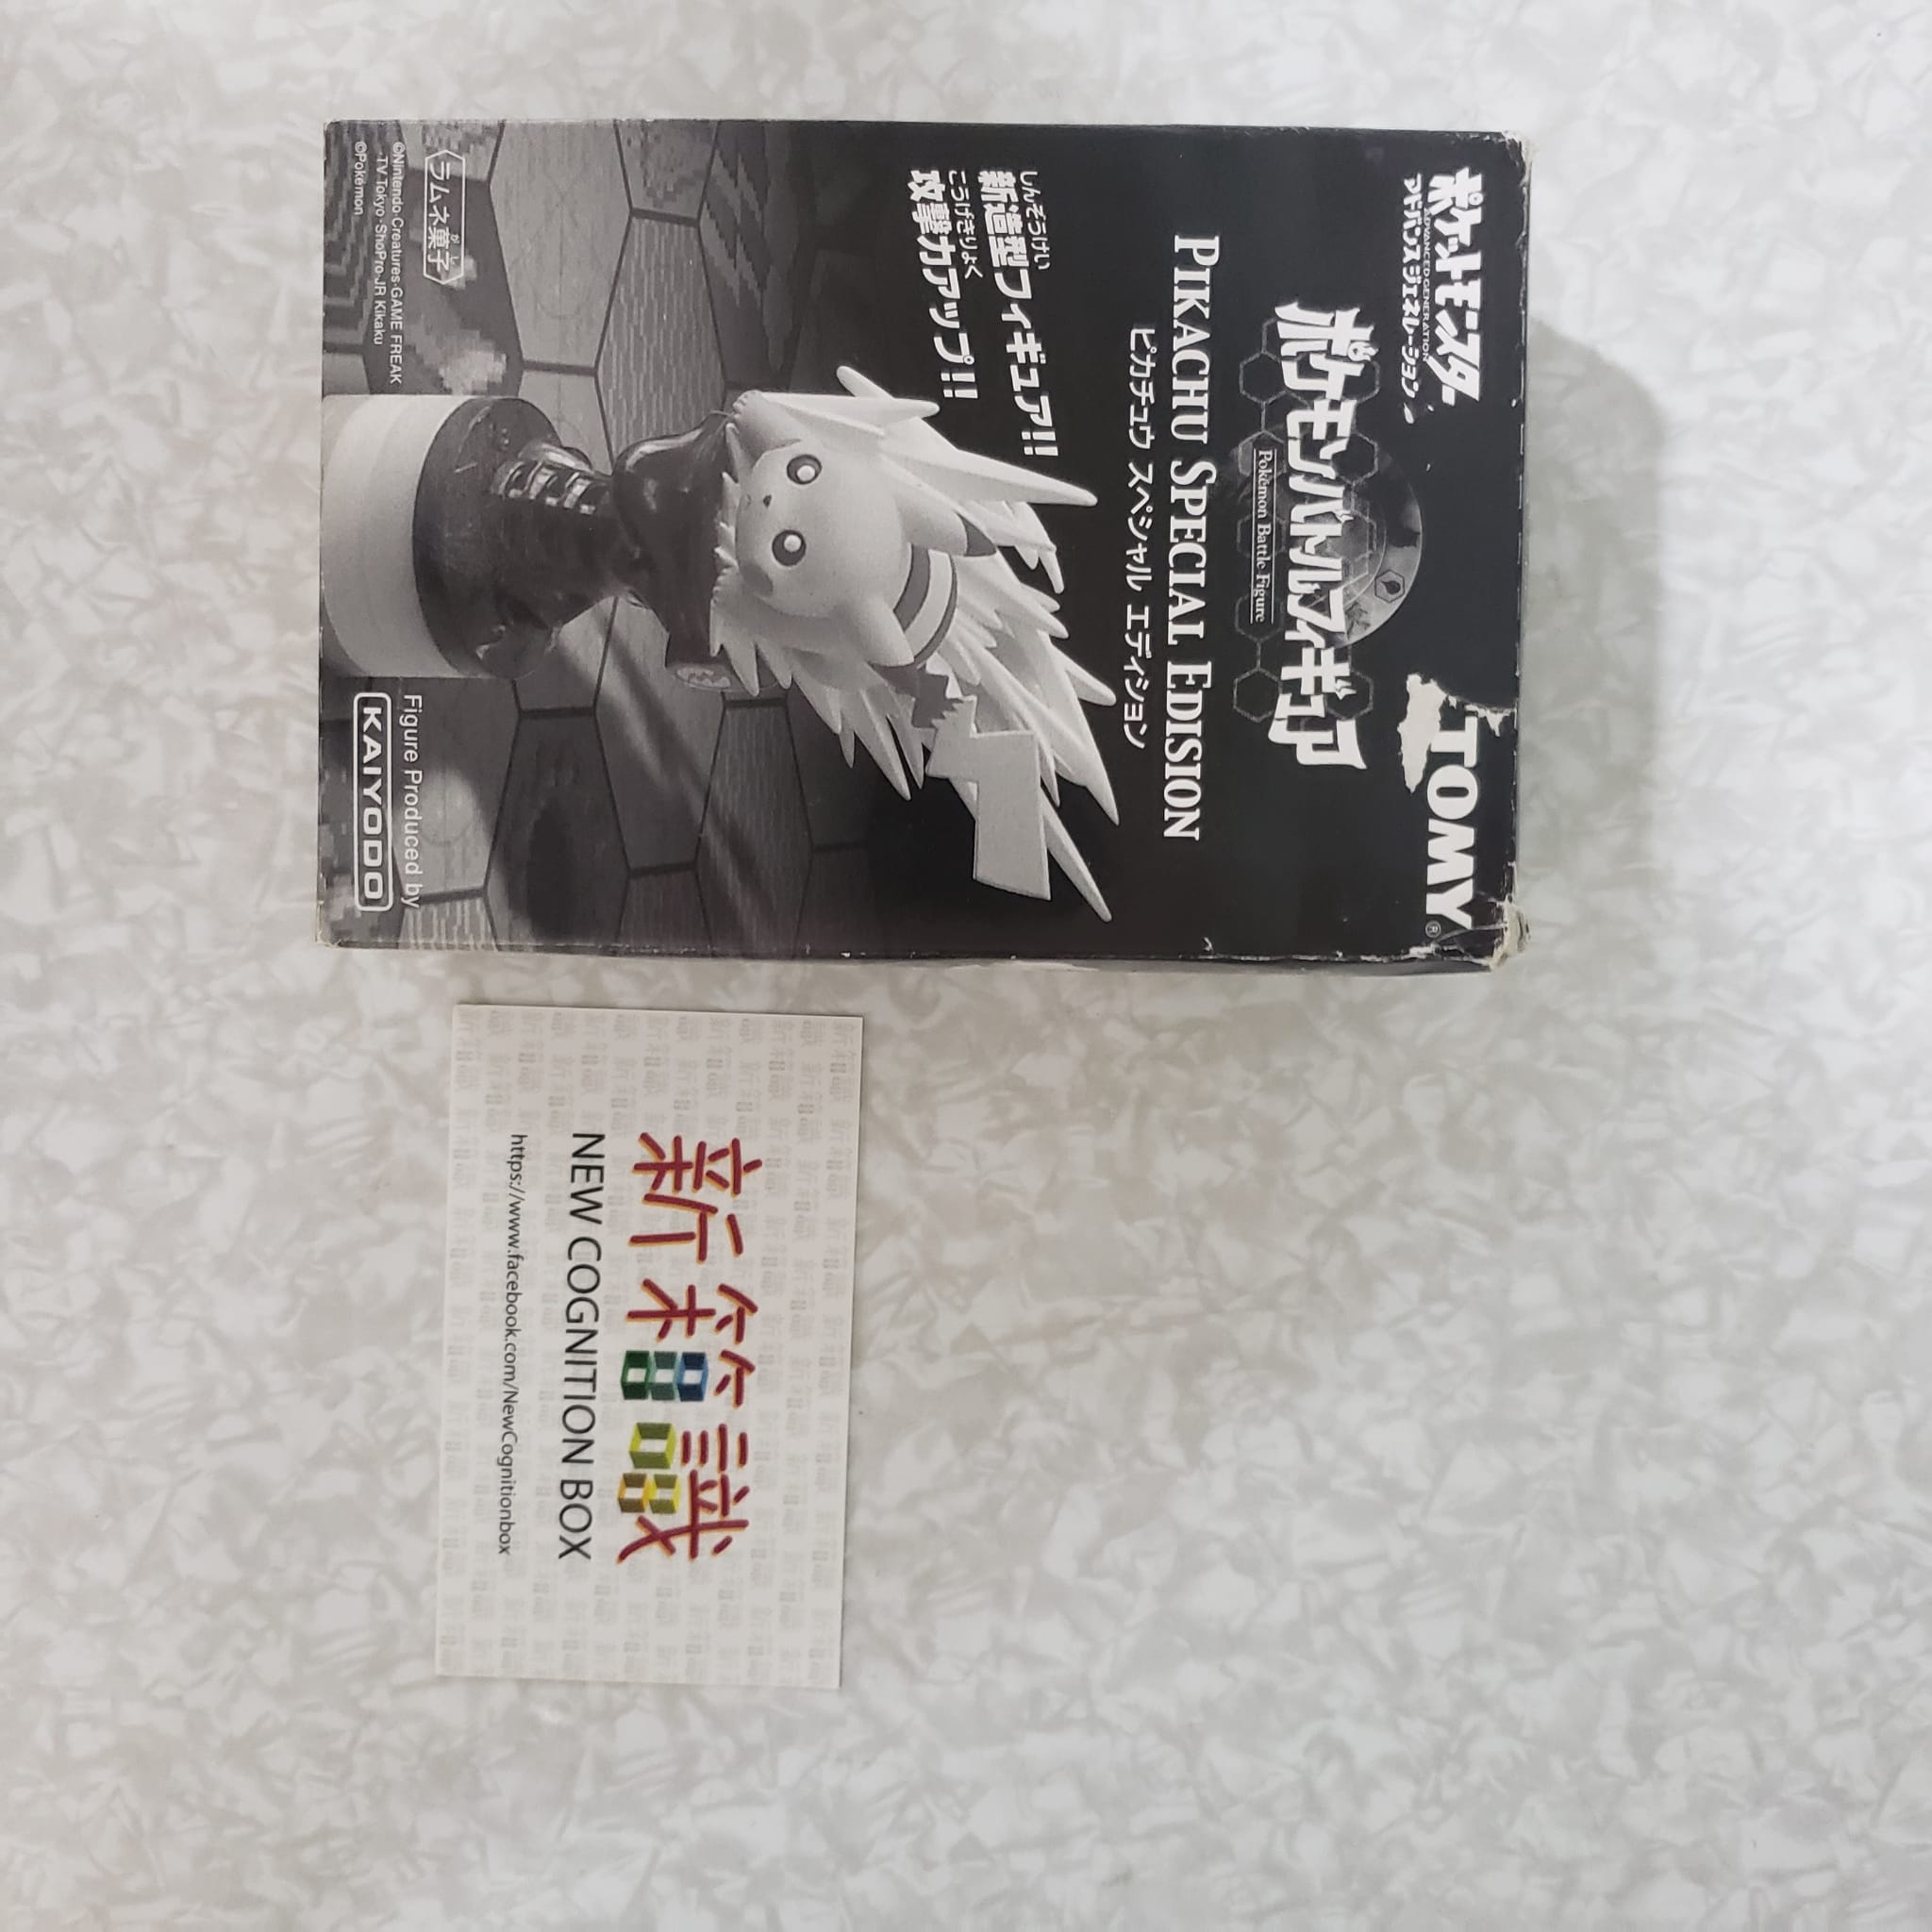 ポケットモンスター
ADVANCED GENERATION
アドバンスジェネレーション
TOMY®
ポケモンバトルフィギュア
Pokémon Battle Figure
PIKACHU SPECIAL EDISION
ピカチュウ スペシャル エディション
しんぞうけい
新造型フィギュア!!
こうげきりょく
攻撃力アップ!!
か し
ラムネ菓子
©Nintendo·Creatures·GAME FREAK
·TV Tokyo·ShoPro·JR Kikaku
©Pokémon
Figure Produced by
KAIYODO
新箱識
NEW COGNITION BOX
https://www.facebook.com/NewCognitionbox